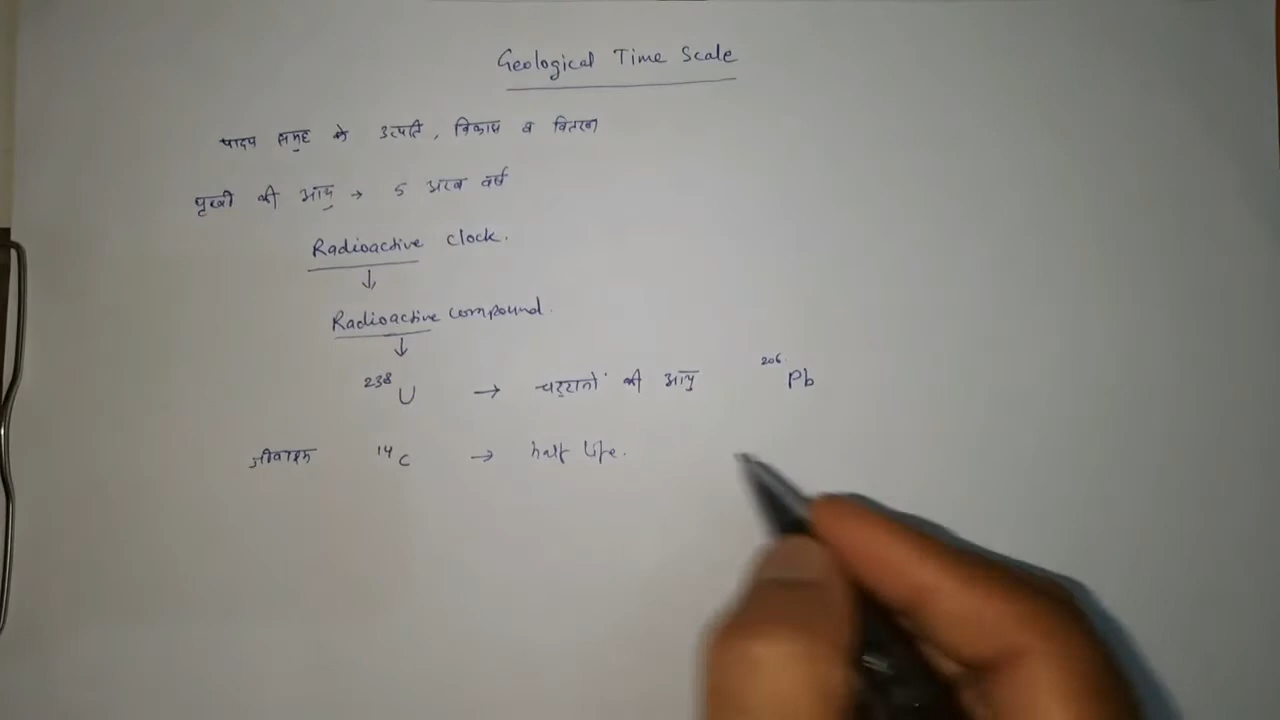 Geological Time Scale
पादप समूह के उत्पति, विकास व वितरण
पृथ्वी की आयु → 5 अरब वर्ष
Radioactive clock.
↓
Radioactive compound.
↓
²³⁸U → चट्टानों की आयु ²⁰⁶Pb
जीवाश्म ¹⁴C → half life.